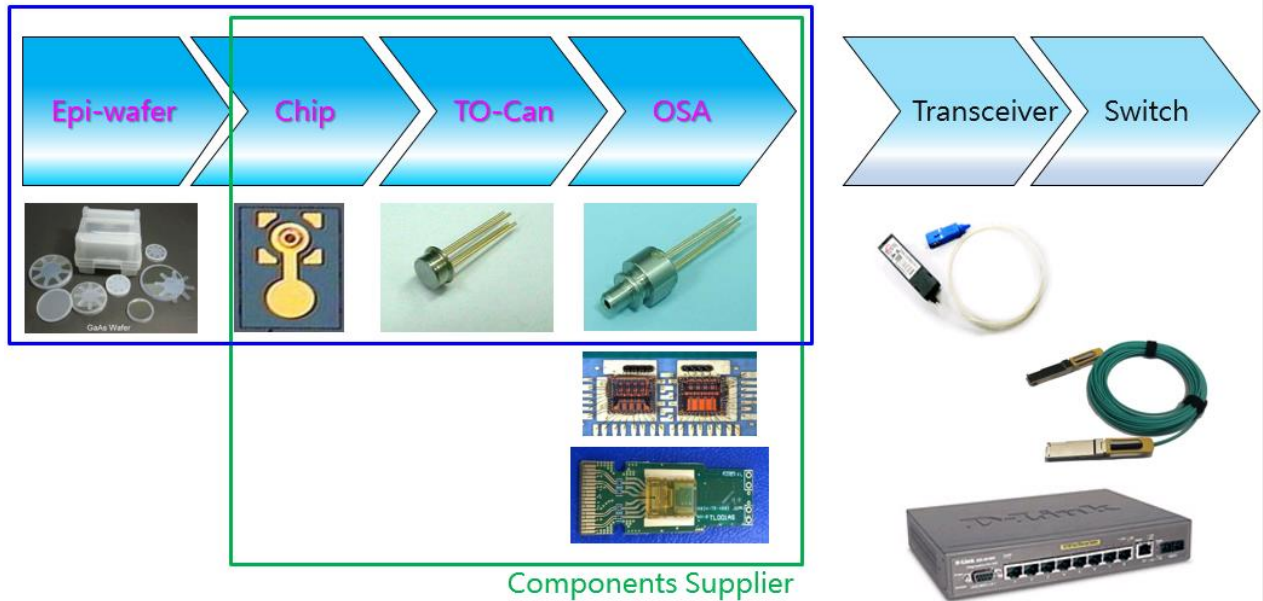 Epi-wafer
Chip
TO-Can
OSA
Transceiver
Switch
GaAs Wafer
D-Link
Components Supplier